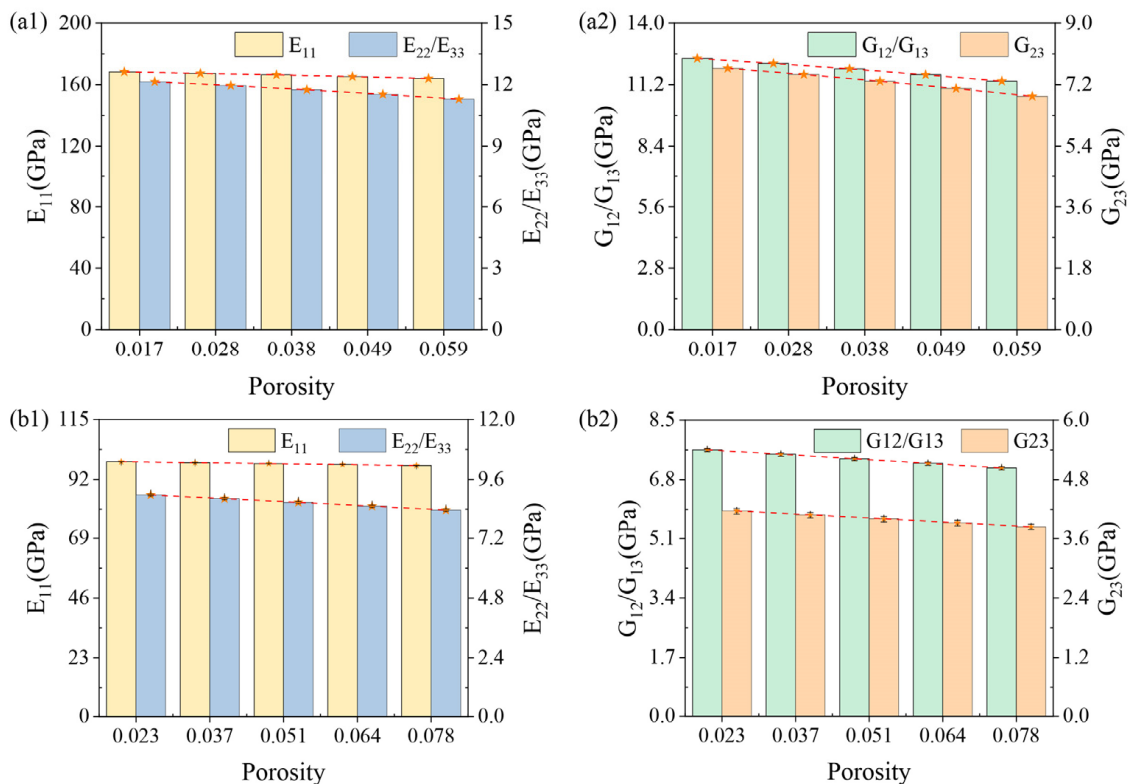 (a1)
E₁₁
E₂₂/E₃₃
200
160
120
80
40
0
E₁₁(GPa)
15
12
9
6
3
0
E₂₂/E₃₃(GPa)
0.017 0.028 0.038 0.049 0.059
Porosity
(a2)
G₁₂/G₁₃
G₂₃
14.0
11.2
8.4
5.6
2.8
0.0
G₁₂/G₁₃(GPa)
9.0
7.2
5.4
3.6
1.8
0.0
G₂₃(GPa)
0.017 0.028 0.038 0.049 0.059
Porosity
(b1)
E₁₁
E₂₂/E₃₃
115
92
69
46
23
0
E₁₁(GPa)
12.0
9.6
7.2
4.8
2.4
0.0
E₂₂/E₃₃(GPa)
0.023 0.037 0.051 0.064 0.078
Porosity
(b2)
G12/G13
G23
8.5
6.8
5.1
3.4
1.7
0.0
G₁₂/G₁₃(GPa)
6.0
4.8
3.6
2.4
1.2
0.0
G₂₃(GPa)
0.023 0.037 0.051 0.064 0.078
Porosity